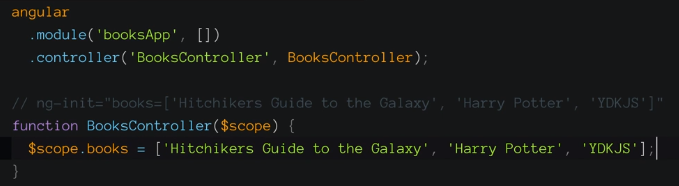 angular
  .module('booksApp', [])
  .controller('BooksController', BooksController);

// ng-init="books=['Hitchikers Guide to the Galaxy', 'Harry Potter', 'YDKJS']"
function BooksController($scope) {
  $scope.books = ['Hitchikers Guide to the Galaxy', 'Harry Potter', 'YDKJS'];
}